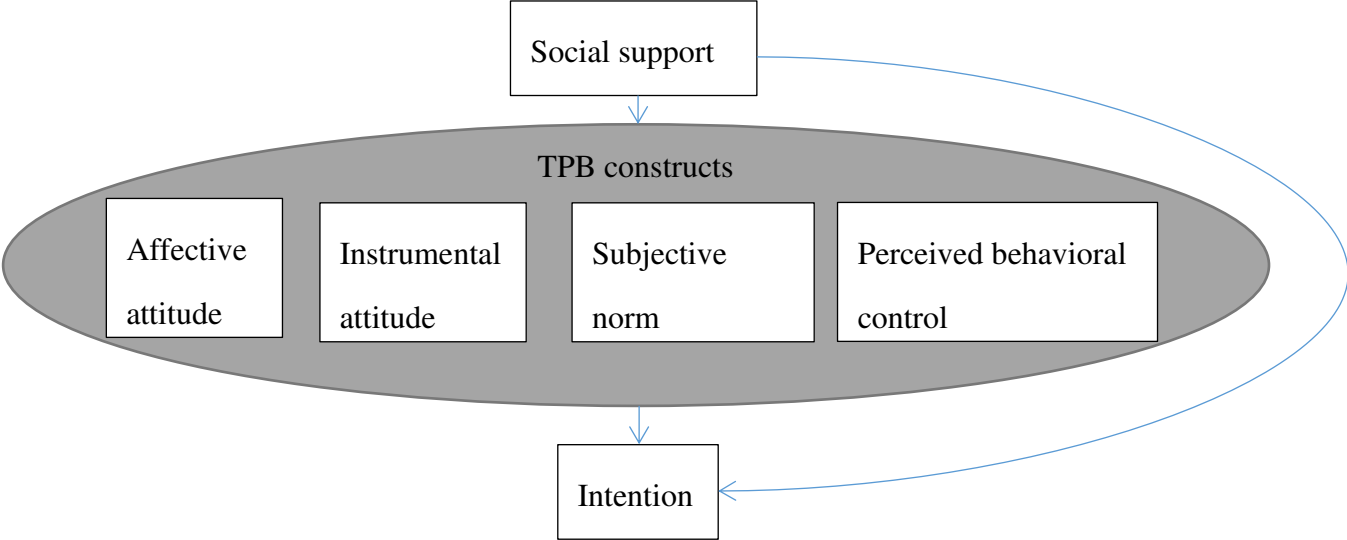 Social support
TPB constructs
Affective
attitude
Instrumental
attitude
Subjective
norm
Perceived behavioral
control
Intention